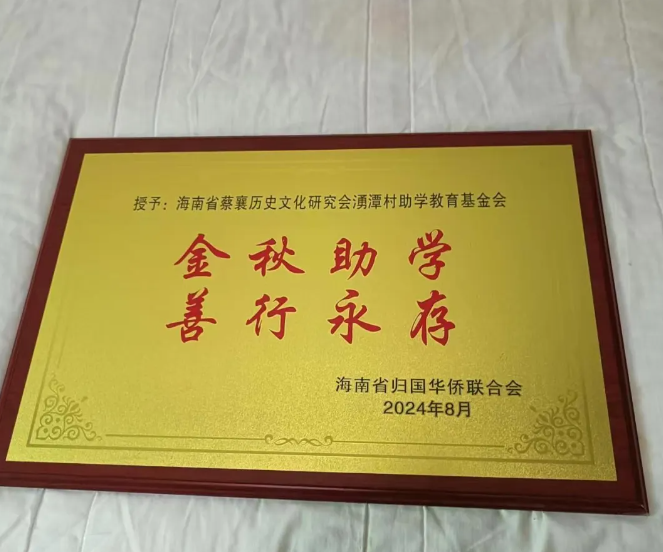 授予：海南省蔡襄历史文化研究会湧潭村助学教育基金会
金秋助学
善行永存
海南省归国华侨联合会
2024年8月